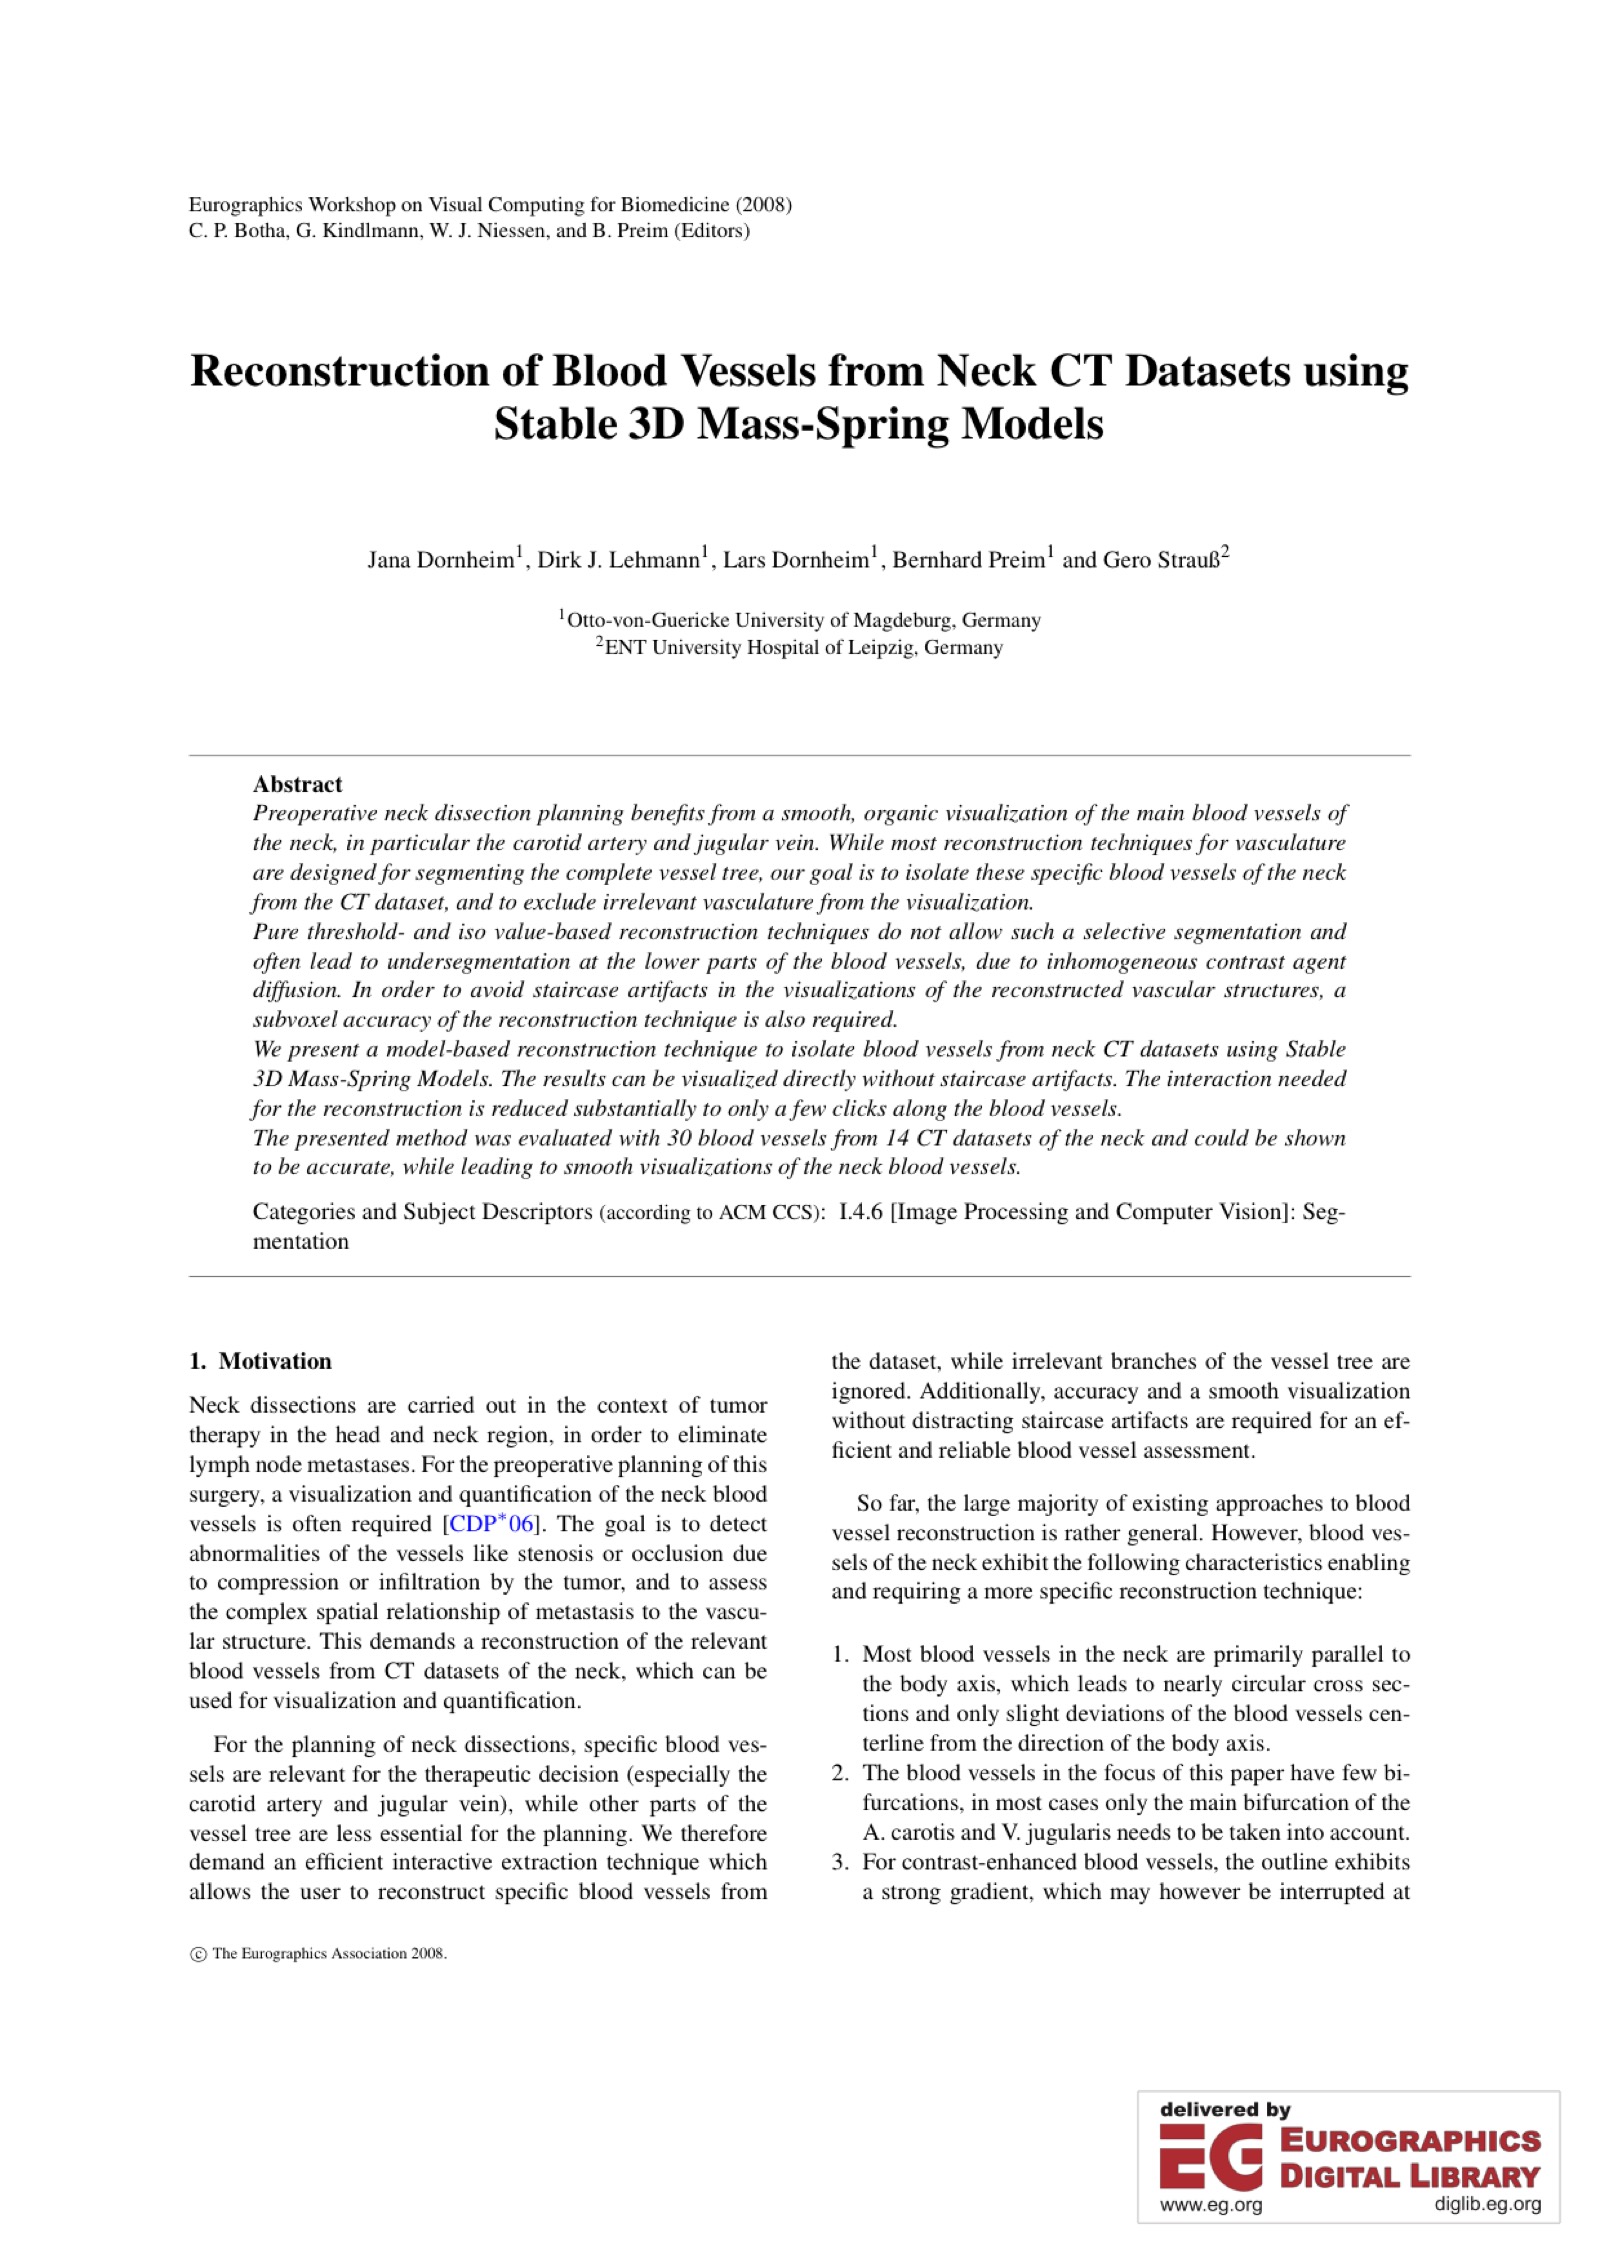 Eurographics Workshop on Visual Computing for Biomedicine (2008)
C. P. Botha, G. Kindlmann, W. J. Niessen, and B. Preim (Editors)
Reconstruction of Blood Vessels from Neck CT Datasets using
Stable 3D Mass-Spring Models
Jana Dornheim1, Dirk J. Lehmann1, Lars Dornheim1, Bernhard Preim1 and Gero Strauß2
1Otto-von-Guericke University of Magdeburg, Germany
2ENT University Hospital of Leipzig, Germany
Abstract
Preoperative neck dissection planning benefits from a smooth, organic visualization of the main blood vessels of
the neck, in particular the carotid artery and jugular vein. While most reconstruction techniques for vasculature
are designed for segmenting the complete vessel tree, our goal is to isolate these specific blood vessels of the neck
from the CT dataset, and to exclude irrelevant vasculature from the visualization.
Pure threshold- and iso value-based reconstruction techniques do not allow such a selective segmentation and
often lead to undersegmentation at the lower parts of the blood vessels, due to inhomogeneous contrast agent
diffusion. In order to avoid staircase artifacts in the visualizations of the reconstructed vascular structures, a
subvoxel accuracy of the reconstruction technique is also required.
We present a model-based reconstruction technique to isolate blood vessels from neck CT datasets using Stable
3D Mass-Spring Models. The results can be visualized directly without staircase artifacts. The interaction needed
for the reconstruction is reduced substantially to only a few clicks along the blood vessels.
The presented method was evaluated with 30 blood vessels from 14 CT datasets of the neck and could be shown
to be accurate, while leading to smooth visualizations of the neck blood vessels.
Categories and Subject Descriptors (according to ACM CCS): I.4.6 [Image Processing and Computer Vision]: Seg-
mentation
1. Motivation
Neck dissections are carried out in the context of tumor
therapy in the head and neck region, in order to eliminate
lymph node metastases. For the preoperative planning of this
surgery, a visualization and quantification of the neck blood
vessels is often required [CDP*06]. The goal is to detect
abnormalities of the vessels like stenosis or occlusion due
to compression or infiltration by the tumor, and to assess
the complex spatial relationship of metastasis to the vascu-
lar structure. This demands a reconstruction of the relevant
blood vessels from CT datasets of the neck, which can be
used for visualization and quantification.
For the planning of neck dissections, specific blood ves-
sels are relevant for the therapeutic decision (especially the
carotid artery and jugular vein), while other parts of the
vessel tree are less essential for the planning. We therefore
demand an efficient interactive extraction technique which
allows the user to reconstruct specific blood vessels from
the dataset, while irrelevant branches of the vessel tree are
ignored. Additionally, accuracy and a smooth visualization
without distracting staircase artifacts are required for an ef-
ficient and reliable blood vessel assessment.
So far, the large majority of existing approaches to blood
vessel reconstruction is rather general. However, blood ves-
sels of the neck exhibit the following characteristics enabling
and requiring a more specific reconstruction technique:
1. Most blood vessels in the neck are primarily parallel to
the body axis, which leads to nearly circular cross sec-
tions and only slight deviations of the blood vessels cen-
terline from the direction of the body axis.
2. The blood vessels in the focus of this paper have few bi-
furcations, in most cases only the main bifurcation of the
A. carotis and V. jugularis needs to be taken into account.
3. For contrast-enhanced blood vessels, the outline exhibits
a strong gradient, which may however be interrupted at
© The Eurographics Association 2008.
delivered by
EG EUROGRAPHICS
DIGITAL LIBRARY
www.eg.org diglib.eg.org